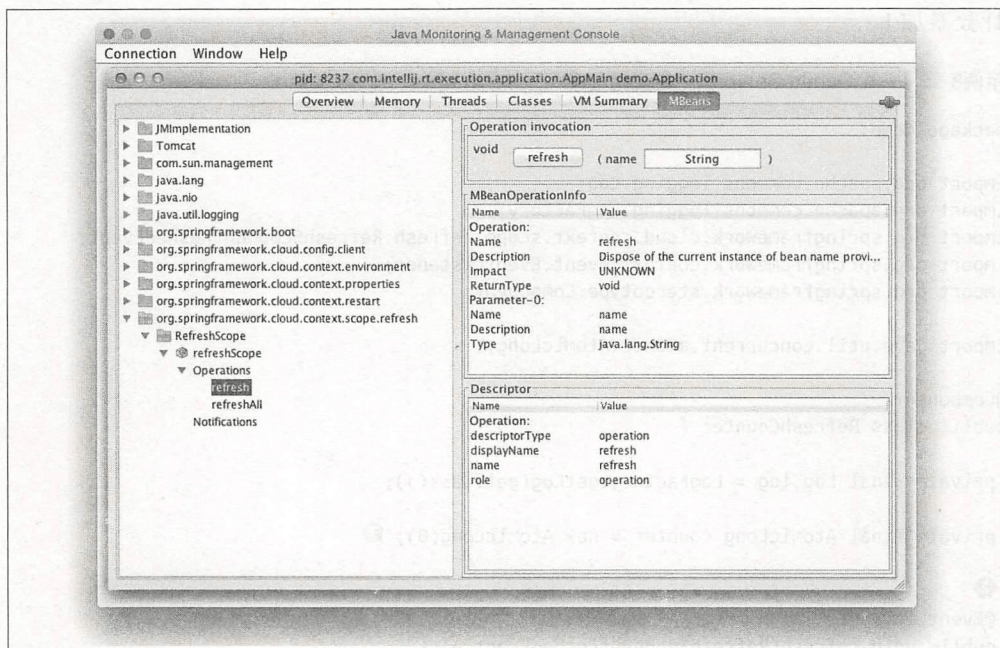 Java Monitoring & Management Console
Connection Window Help
pid: 8237 com.intellij.rt.execution.application.AppMain demo.Application
Overview Memory Threads Classes VM Summary MBeans
JMImplementation
Tomcat
com.sun.management
java.lang
java.nio
java.util.logging
org.springframework.boot
org.springframework.cloud.config.client
org.springframework.cloud.context.environment
org.springframework.cloud.context.properties
org.springframework.cloud.context.restart
org.springframework.cloud.context.scope.refresh
RefreshScope
refreshScope
Operations
refresh
refreshAll
Notifications
Operation invocation
void refresh ( name String )
MBeanOperationInfo
Name Value
Operation:
Name refresh
Description Dispose of the current instance of bean name provi...
Impact UNKNOWN
ReturnType void
Parameter-0:
Name name
Description name
Type java.lang.String
Descriptor
Name Value
Operation:
descriptorType operation
displayName refresh
name refresh
role operation